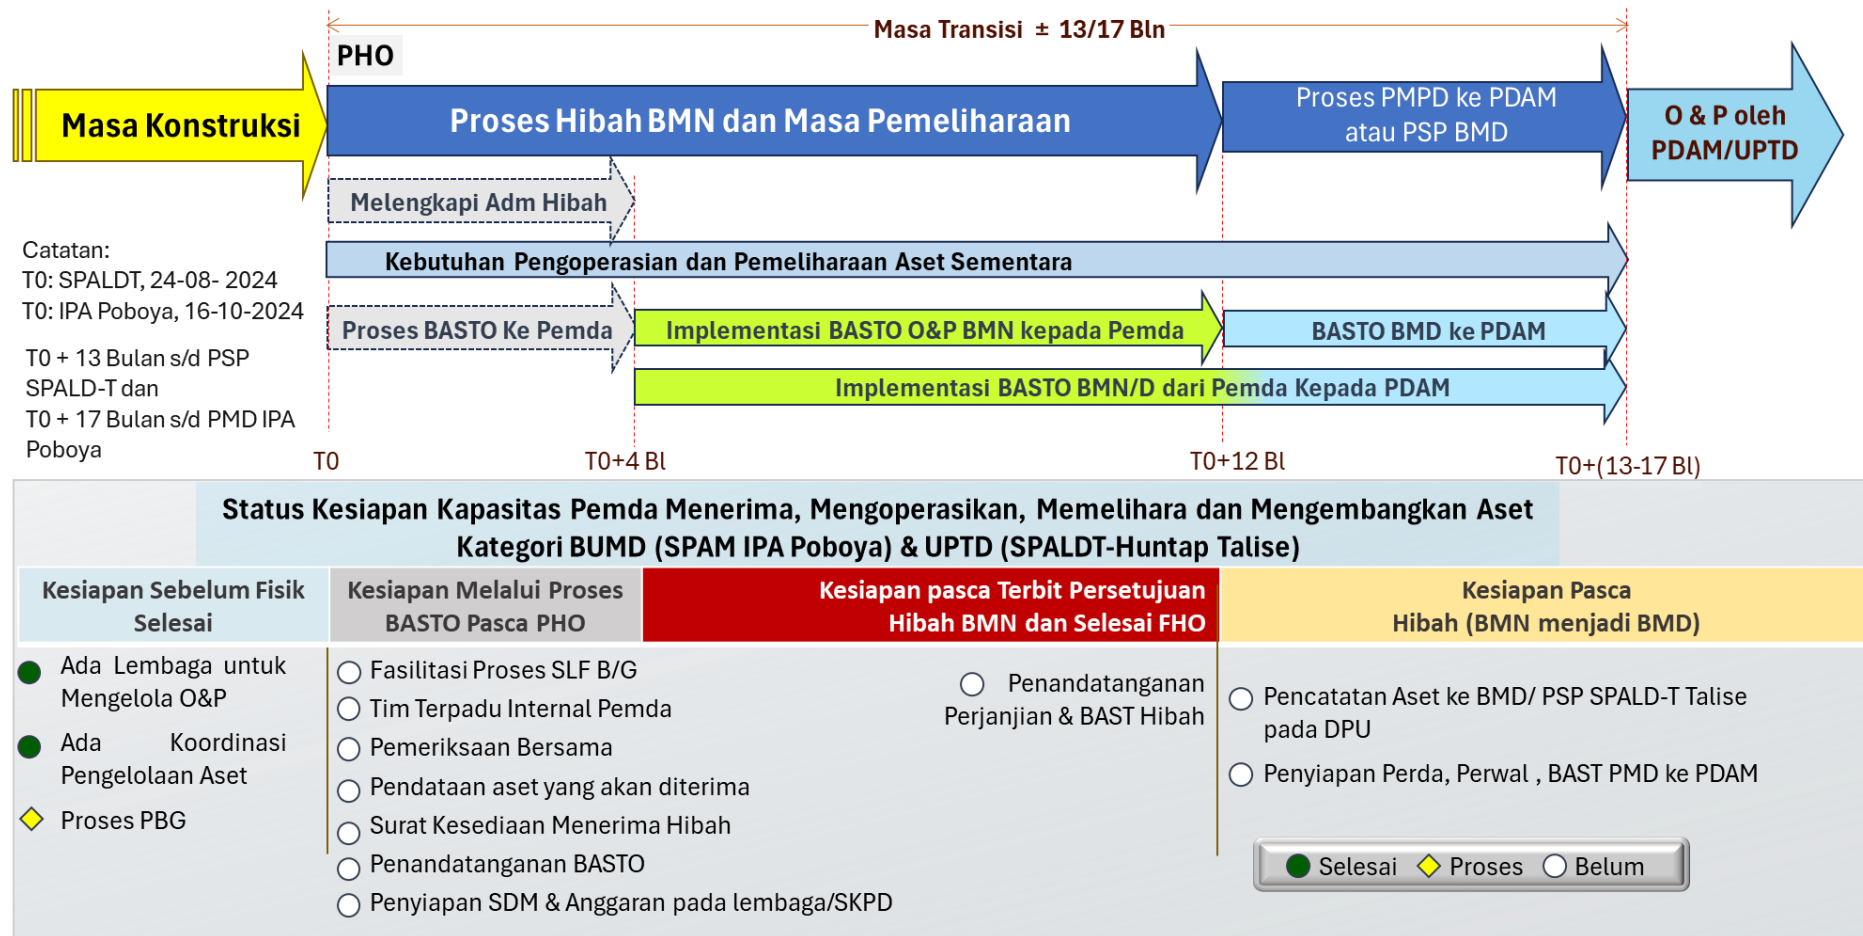 Masa Transisi ± 13/17 Bln
PHO
Masa Konstruksi
Proses Hibah BMN dan Masa Pemeliharaan
Proses PMPD ke PDAM
atau PSP BMD
O & P oleh
PDAM/UPTD
Melengkapi Adm Hibah
Catatan:
T0: SPALDT, 24-08- 2024
T0: IPA Poboya, 16-10-2024
T0 + 13 Bulan s/d PSP
SPALD-T dan
T0 + 17 Bulan s/d PMD IPA
Poboya
Kebutuhan Pengoperasian dan Pemeliharaan Aset Sementara
Proses BASTO Ke Pemda
Implementasi BASTO O&P BMN kepada Pemda
BASTO BMD ke PDAM
Implementasi BASTO BMN/D dari Pemda Kepada PDAM
T0
T0+4 Bl
T0+12 Bl
T0+(13-17 Bl)
Status Kesiapan Kapasitas Pemda Menerima, Mengoperasikan, Memelihara dan Mengembangkan Aset
Kategori BUMD (SPAM IPA Poboya) & UPTD (SPALDT-Huntap Talise)
Kesiapan Sebelum Fisik
Selesai
Kesiapan Melalui Proses
BASTO Pasca PHO
Kesiapan pasca Terbit Persetujuan
Hibah BMN dan Selesai FHO
Kesiapan Pasca
Hibah (BMN menjadi BMD)
Ada Lembaga untuk
Mengelola O&P
Ada Koordinasi
Pengelolaan Aset
Proses PBG
Fasilitasi Proses SLF B/G
Tim Terpadu Internal Pemda
Pemeriksaan Bersama
Pendataan aset yang akan diterima
Surat Kesediaan Menerima Hibah
Penandatanganan BASTO
Penyiapan SDM & Anggaran pada lembaga/SKPD
Penandatanganan
Perjanjian & BAST Hibah
Pencatatan Aset ke BMD/ PSP SPALD-T Talise
pada DPU
Penyiapan Perda, Perwal , BAST PMD ke PDAM
Selesai Proses Belum